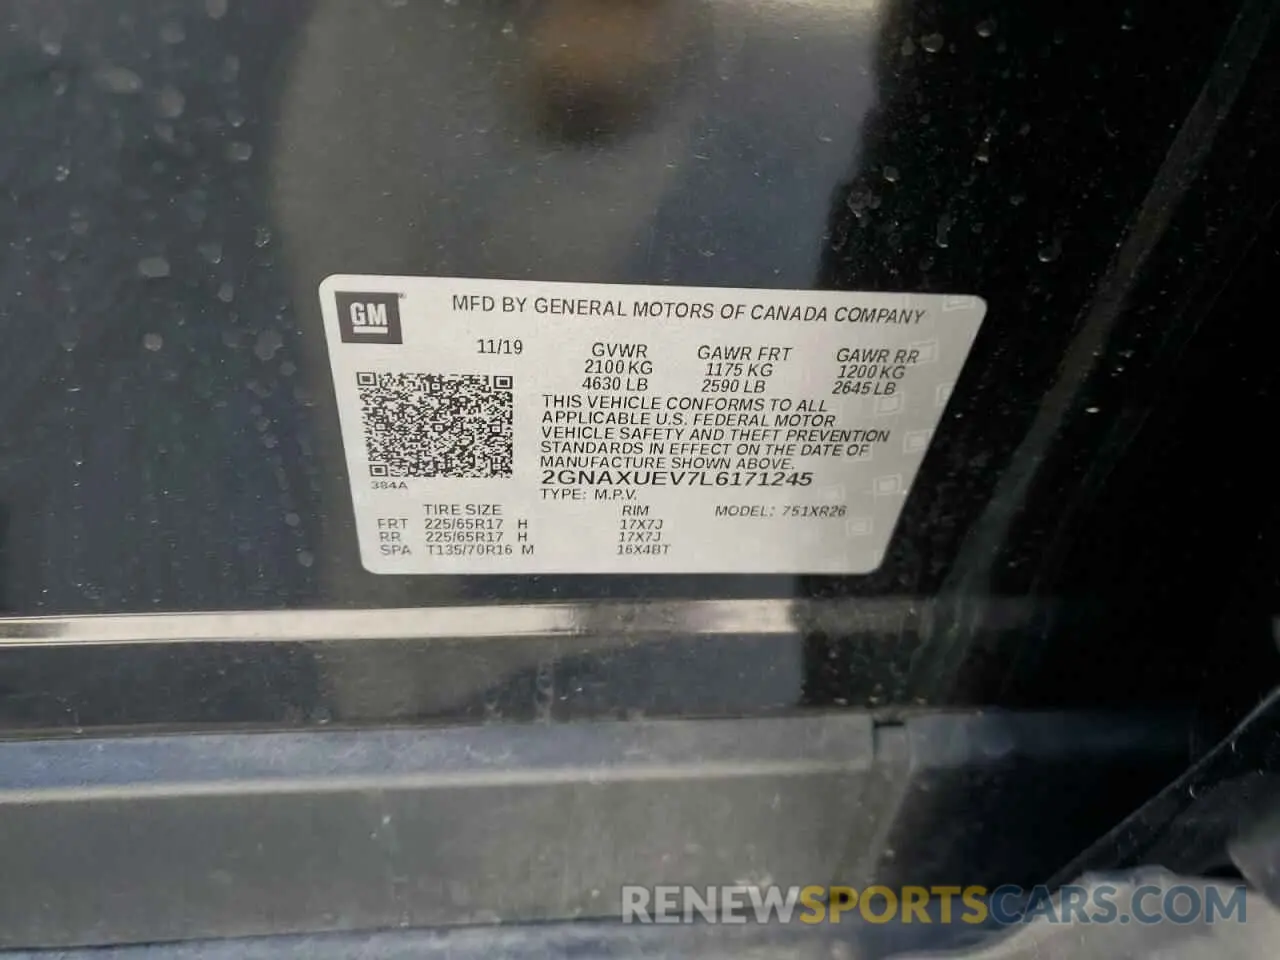 GM
MFD BY GENERAL MOTORS OF CANADA COMPANY
11/19
GVWR GAWR FRT GAWR RR
2100 KG 1175 KG 1200 KG
4630 LB 2590 LB 2645 LB
THIS VEHICLE CONFORMS TO ALL
APPLICABLE U.S. FEDERAL MOTOR
VEHICLE SAFETY AND THEFT PREVENTION
STANDARDS IN EFFECT ON THE DATE OF
MANUFACTURE SHOWN ABOVE.
2GNAXUEV7L6171245
384A
TYPE: M.P.V.
TIRE SIZE RIM MODEL: 751XR26
FRT 225/65R17 H 17X7J
RR 225/65R17 H 17X7J
SPA T135/70R16 M 16X4BT
RENEWSPORTSCARS.COM